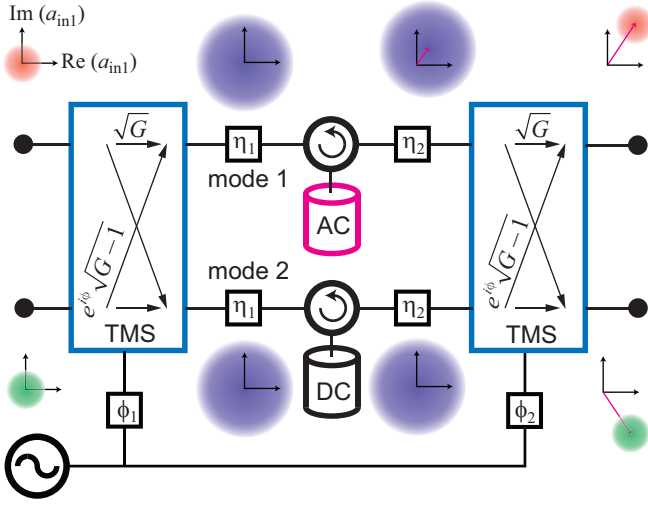 Im (a_in1)
Re (a_in1)
√G
√G
η₁
η₂
mode 1
AC
e^{iϕ}√G−1
e^{iϕ}√G−1
mode 2
η₁
η₂
TMS
TMS
DC
ϕ₁
ϕ₂